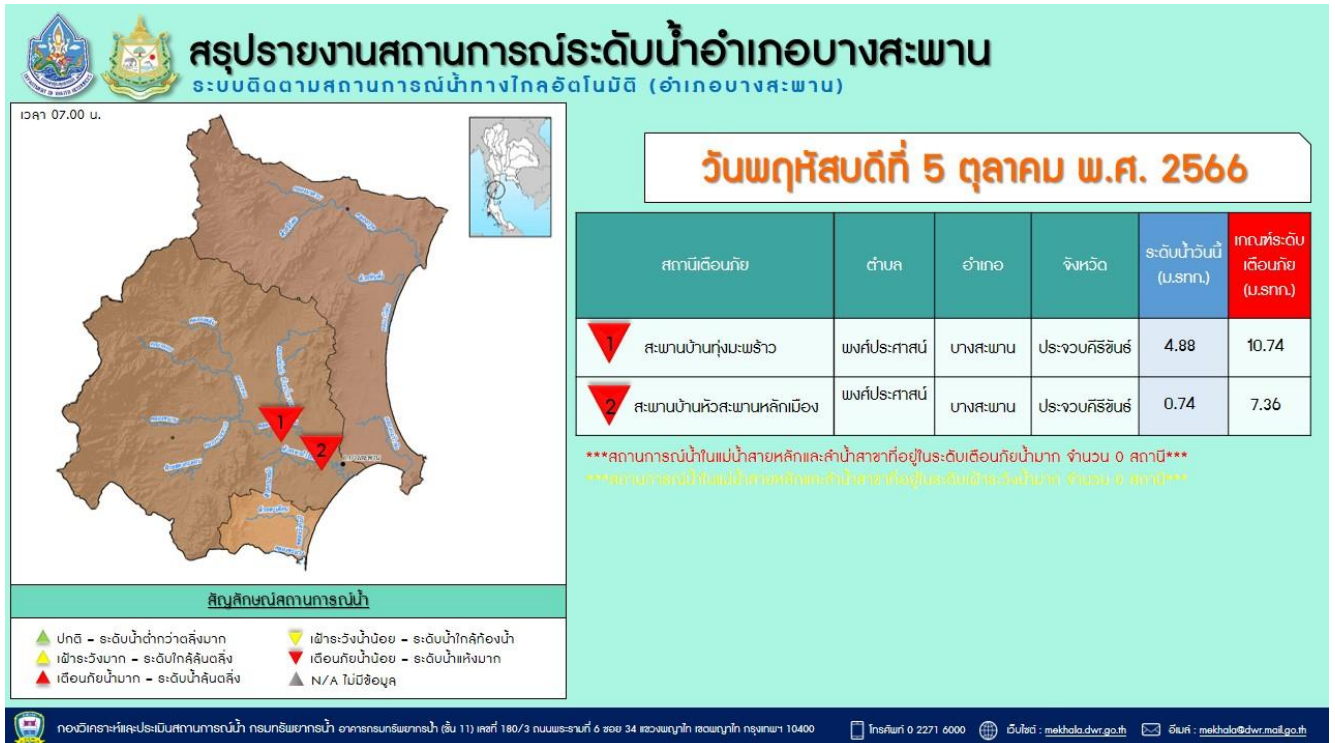 สรุปรายงานสถานการณ์ระดับน้ำอำเภอบางสะพาน
ระบบติดตามสถานการณ์น้ำทางไกลอัตโนมัติ (อำเภอบางสะพาน)
เวลา 07.00 น.
วันพฤหัสบดีที่ 5 ตุลาคม พ.ศ. 2566
สถานีเตือนภัย ตำบล อำเภอ จังหวัด ระดับน้ำวันนี้ (ม.รทก.) เกณฑ์ระดับเตือนภัย (ม.รทก.)
1 สะพานบ้านทุ่งมะพร้าว พงศ์ประศาสน์ บางสะพาน ประจวบคีรีขันธ์ 4.88 10.74
2 สะพานบ้านหัวสะพานหลักเมือง พงศ์ประศาสน์ บางสะพาน ประจวบคีรีขันธ์ 0.74 7.36
***สถานการณ์น้ำในแม่น้ำสายหลักและลำน้ำสาขาที่อยู่ในระดับเตือนภัยน้ำมาก จำนวน 0 สถานี***
***สถานการณ์น้ำในแม่น้ำสายหลักและลำน้ำสาขาที่อยู่ในระดับเฝ้าระวังน้ำมาก จำนวน 0 สถานี***
1
2
สัญลักษณ์สถานการณ์น้ำ
ปกติ - ระดับน้ำต่ำกว่าตลิ่งมาก
เฝ้าระวังน้ำน้อย - ระดับน้ำใกล้ท้องน้ำ
เฝ้าระวังมาก - ระดับใกล้ล้นตลิ่ง
เตือนภัยน้ำน้อย - ระดับน้ำแห้งมาก
เตือนภัยน้ำมาก - ระดับน้ำล้นตลิ่ง
N/A ไม่มีข้อมูล
กองวิเคราะห์และประเมินสถานการณ์น้ำ กรมทรัพยากรน้ำ อาคารกรมทรัพยากรน้ำ (ชั้น 11) เลขที่ 180/3 ถนนพระรามที่ 6 ซอย 34 แขวงพญาไท เขตพญาไท กรุงเทพฯ 10400 โทรศัพท์ 0 2271 6000 เว็บไซต์ : mekhala.dwr.go.th อีเมล์ : mekhala@dwr.mail.go.th